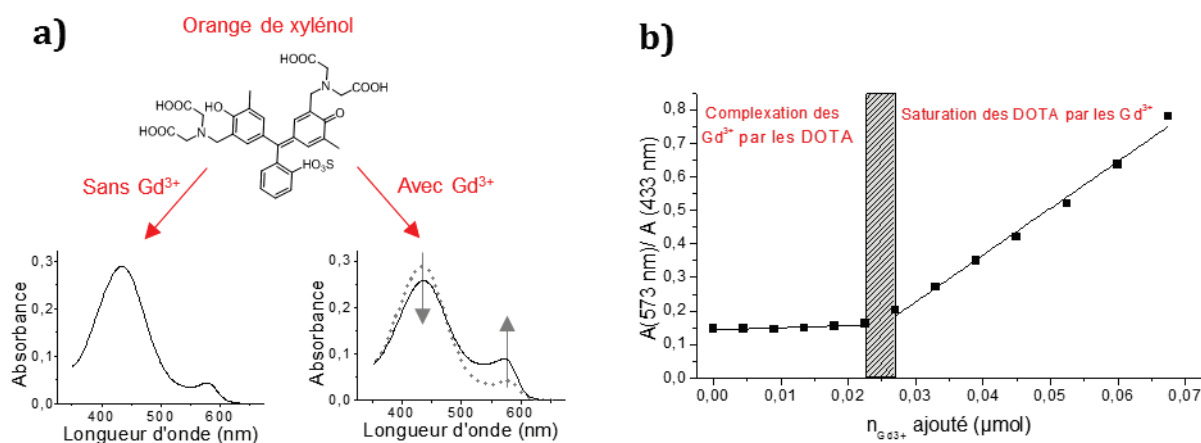 a)
Orange de xylénol
HOOC
N
COOH
HOOC
HO
O
HOOC
N
HO₃S
Sans Gd³⁺
Avec Gd³⁺
0,3
0,2
0,1
0,0
Absorbance
400 500 600
Longueur d'onde (nm)
0,3
0,2
0,1
0,0
Absorbance
400 500 600
Longueur d'onde (nm)
b)
Complexation des
Gd³⁺ par les DOTA
Saturation des DOTA par les Gd³⁺
0,8
0,7
0,6
0,5
0,4
0,3
0,2
0,1
0,0
A(573 nm)/ A (433 nm)
0,00 0,01 0,02 0,03 0,04 0,05 0,06 0,07
n Gd3+ ajouté (µmol)